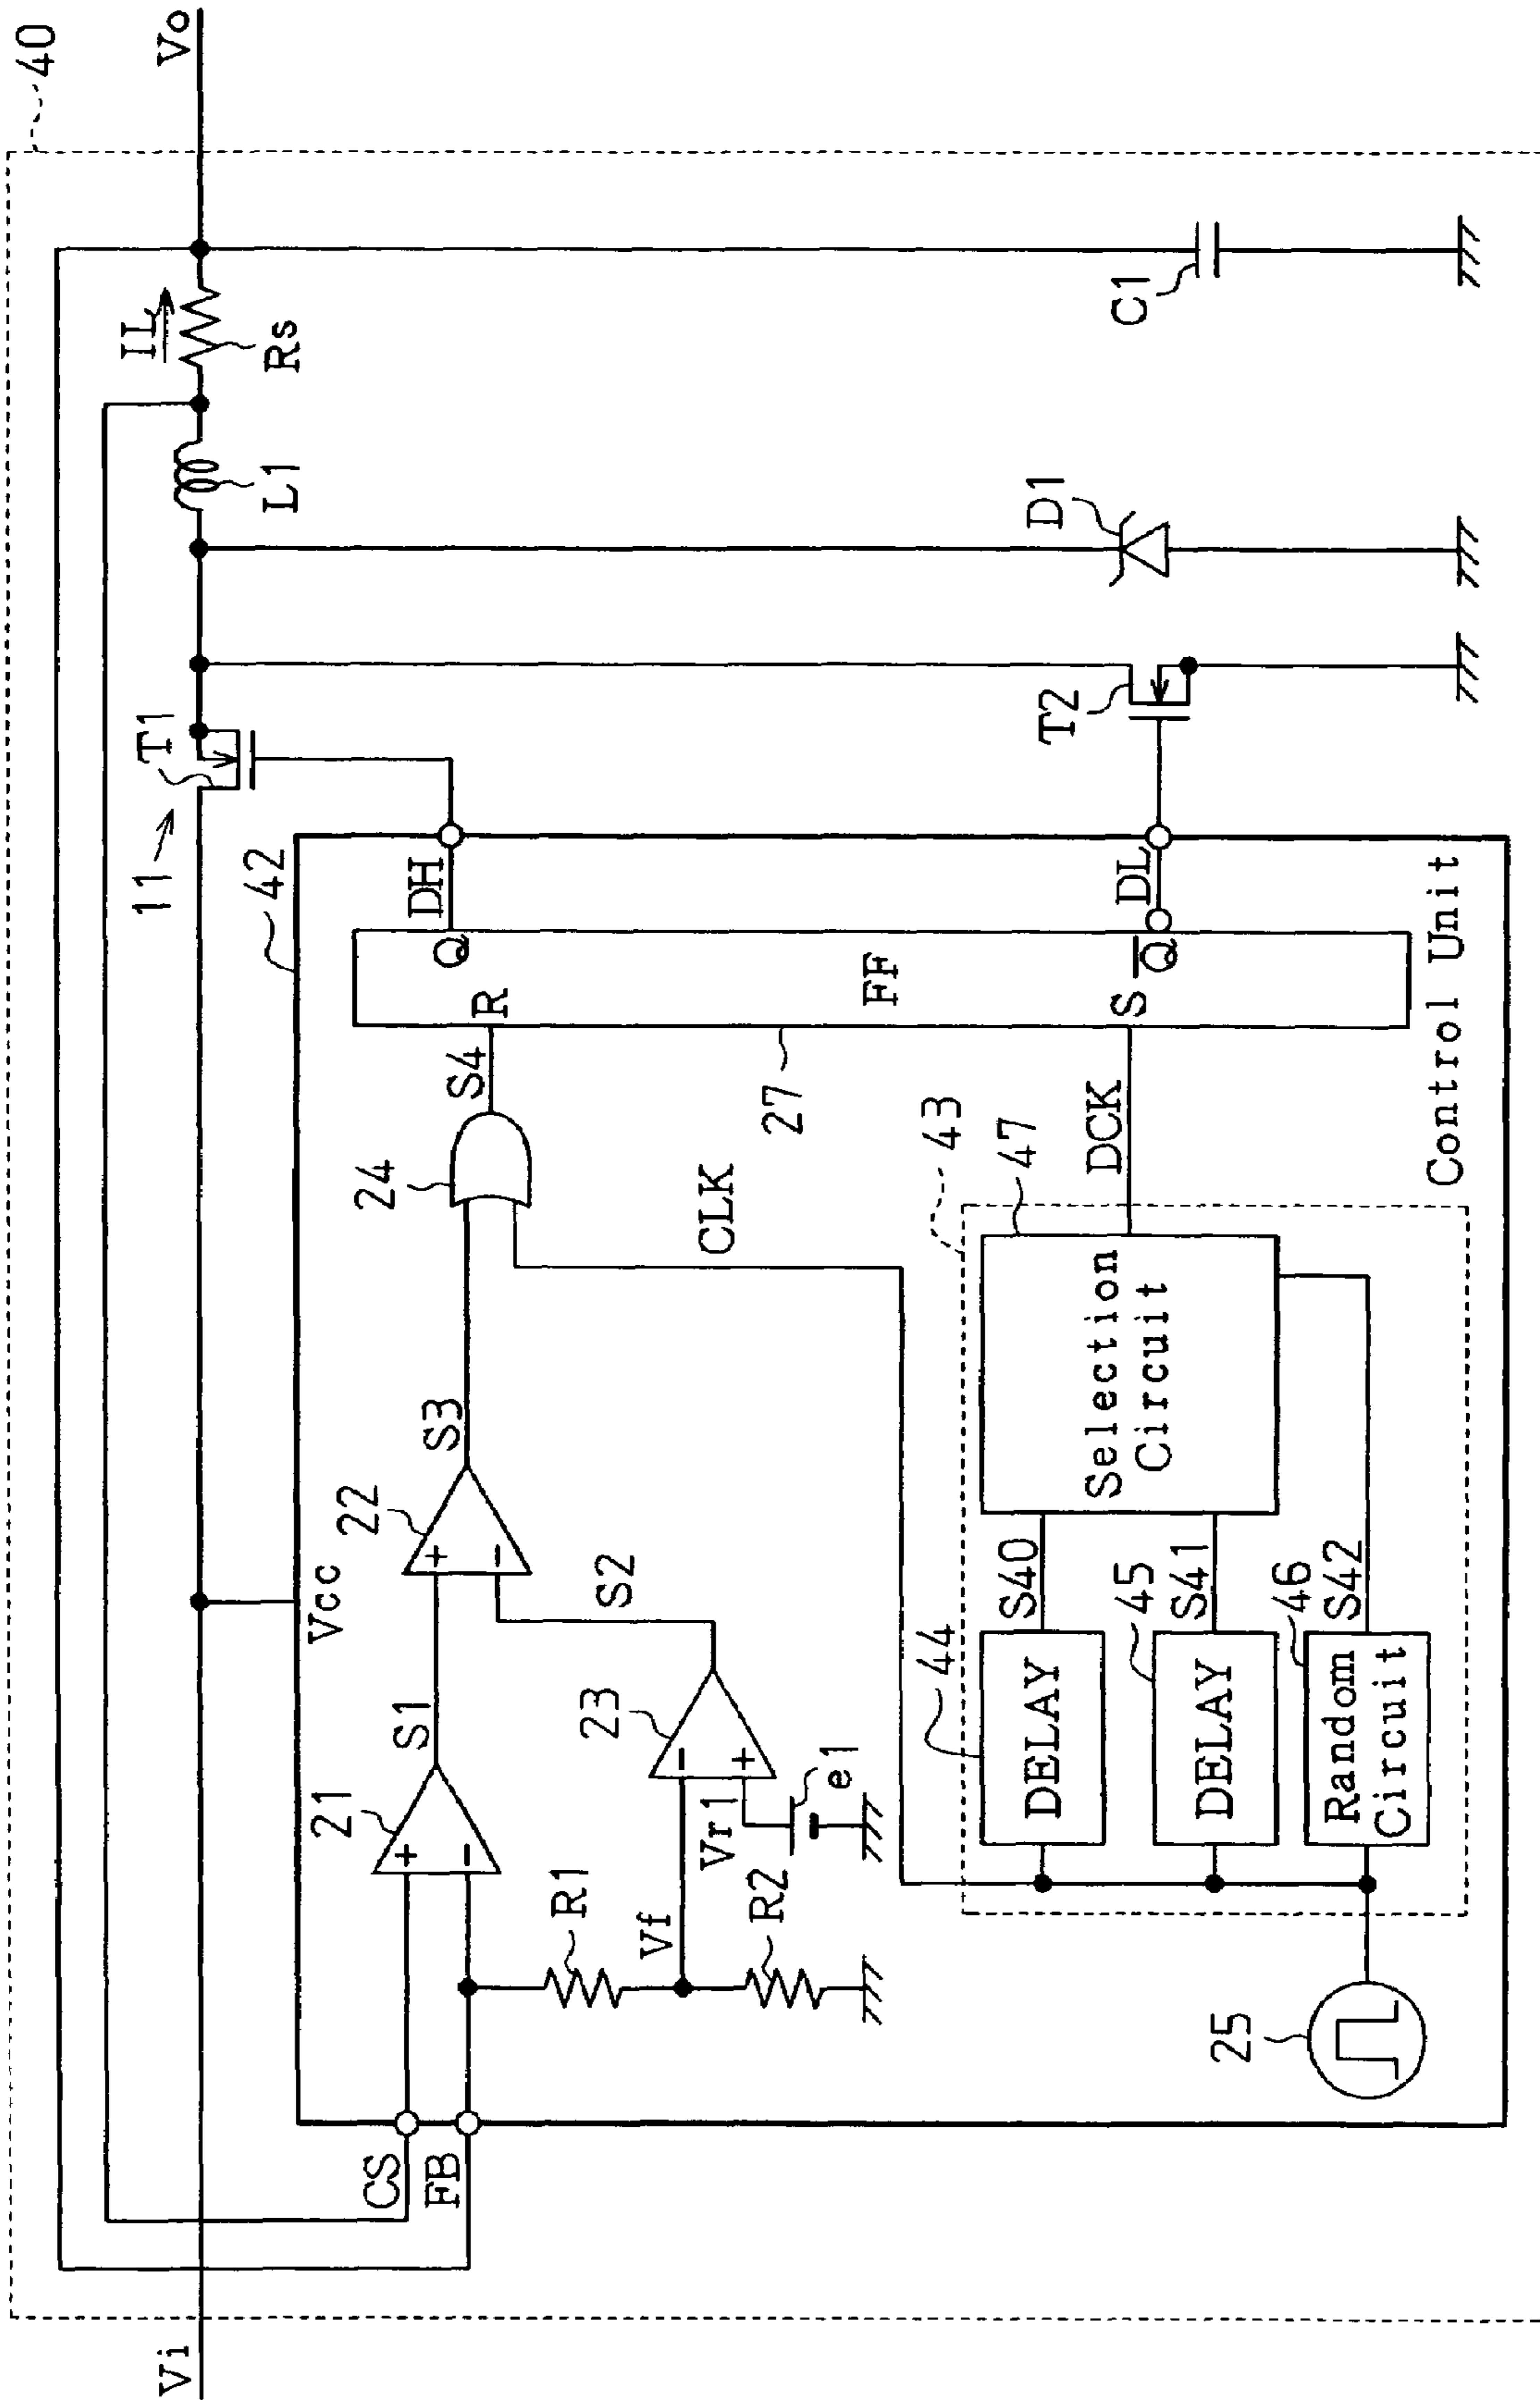 40
Vi
Vo
11
T1
L1
IL
Rs
42
Vcc
CS
FB
21
S1
22
S3
24
S4
R
Q
DH
R1
Vf
R2
Vr1
e1
23
S2
CLK
27
FF
S
Q
DL
T2
D1
C1
43
44
DELAY
S40
45
DELAY
S41
46
Random
Circuit
S42
Selection
Circuit
47
DCK
25
Control Unit